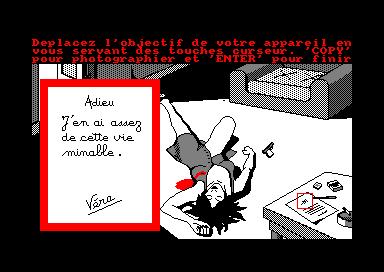 Deplacez l'objectif de votre appareil en
vous servant des touches curseur. "COPY"
pour photographier et "ENTER" pour finir
Adieu
J'en ai assez
de cette vie
minable.
Véra